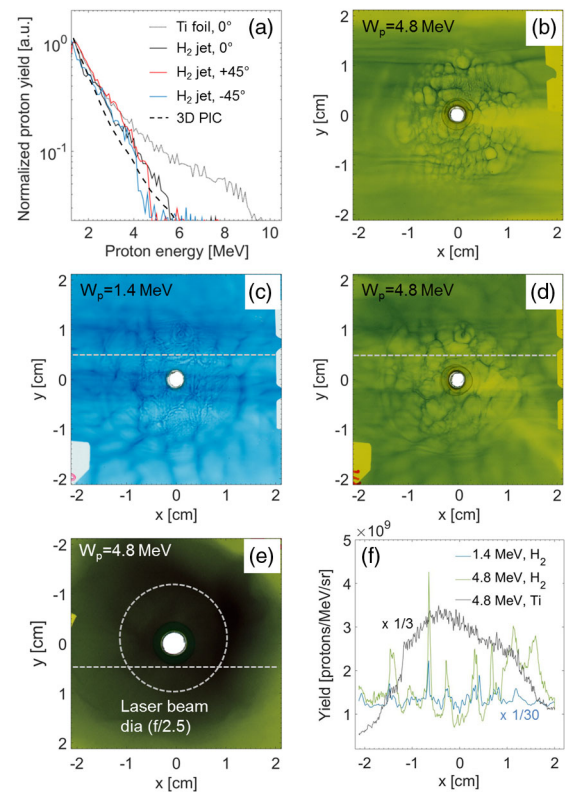 (a)
Ti foil, 0°
H₂ jet, 0°
H₂ jet, +45°
H₂ jet, -45°
3D PIC
Normalized proton yield [a.u.]
10⁰
10⁻¹
2 4 6 8 10
Proton energy [MeV]
Wₚ=4.8 MeV
(b)
y [cm]
2
1
0
-1
-2
-2 -1 0 1 2
x [cm]
Wₚ=1.4 MeV
(c)
y [cm]
2
1
0
-1
-2
-2 -1 0 1 2
x [cm]
Wₚ=4.8 MeV
(d)
y [cm]
2
1
0
-1
-2
-2 -1 0 1 2
x [cm]
Wₚ=4.8 MeV
(e)
y [cm]
-2
-1
0
1
2
Laser beam
dia (f/2.5)
-2 -1 0 1 2
x [cm]
×10⁹
(f)
1.4 MeV, H₂
4.8 MeV, H₂
4.8 MeV, Ti
x 1/3
x 1/30
Yield [protons/MeV/sr]
5
4
3
2
1
-2 -1 0 1 2
x [cm]